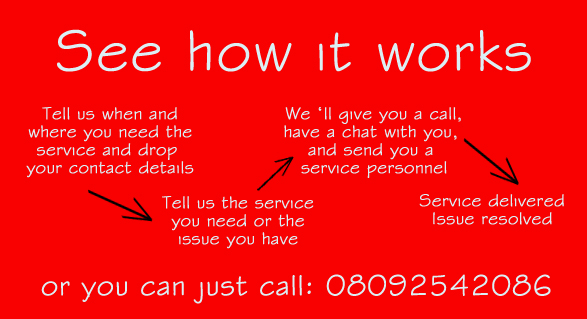 See how it works
Tell us when and
where you need the
service and drop
your contact details
Tell us the service
you need or the
issue you have
We 'll give you a call,
have a chat with you,
and send you a
service personnel
Service delivered
Issue resolved
or you can just call: 08092542086